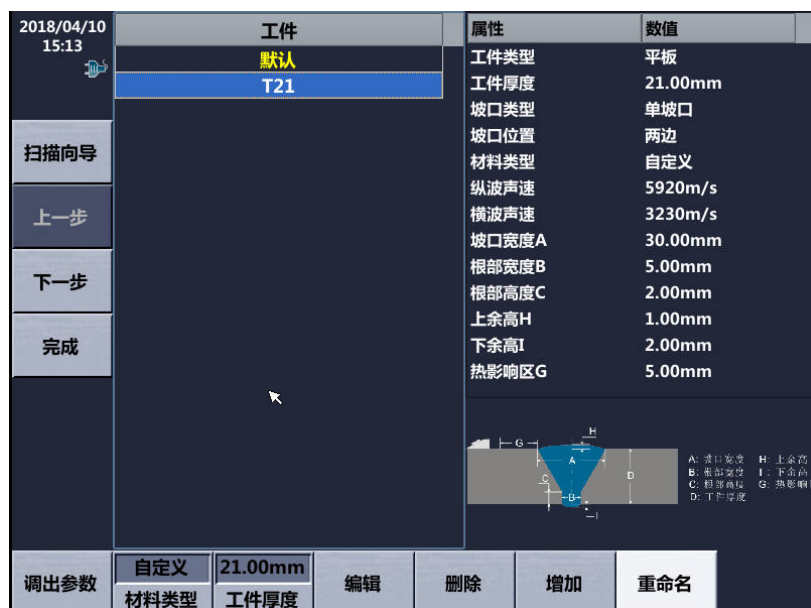 2018/04/10
15:13
扫描向导
上一步
下一步
完成
工件
默认
T21
属性 数值
工件类型 平板
工件厚度 21.00mm
坡口类型 单坡口
坡口位置 两边
材料类型 自定义
纵波声速 5920m/s
横波声速 3230m/s
坡口宽度A 30.00mm
根部宽度B 5.00mm
根部高度C 2.00mm
上余高H 1.00mm
下余高I 2.00mm
热影响区G 5.00mm
H
G
A
D
C
B
I
A: 坡口宽度 H: 上余高
B: 根部宽度 I: 下余高
C: 根部高度 G: 热影响
D: 工件厚度
调出参数
自定义 21.00mm
材料类型 工件厚度
编辑
删除
增加
重命名